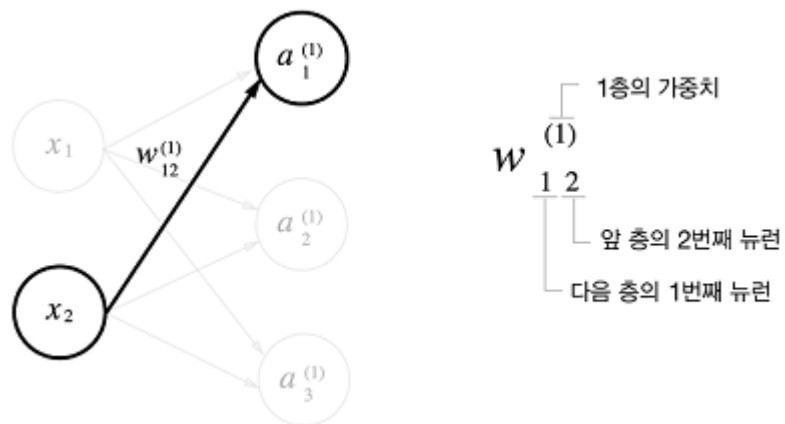 a₁⁽¹⁾
x₁
w₁₂⁽¹⁾
a₂⁽¹⁾
x₂
a₃⁽¹⁾
1층의 가중치
w₁ ₂⁽¹⁾
앞 층의 2번째 뉴런
다음 층의 1번째 뉴런